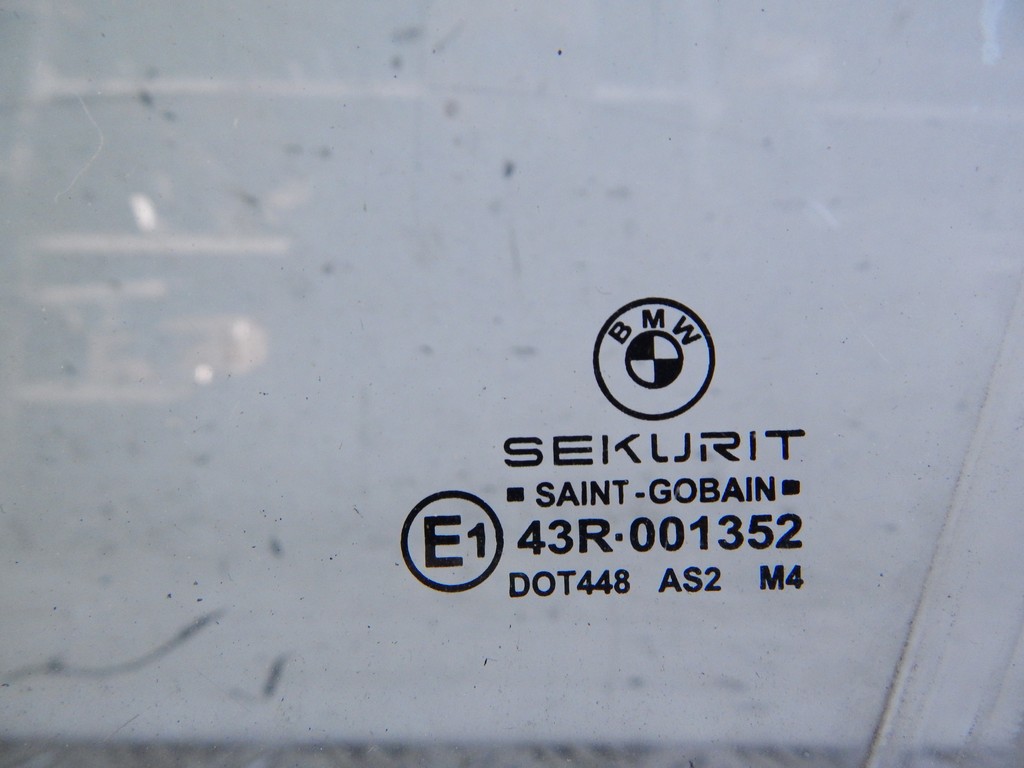 BMW
SEKURIT
SAINT-GOBAIN
E1 43R·001352
DOT448 AS2 M4